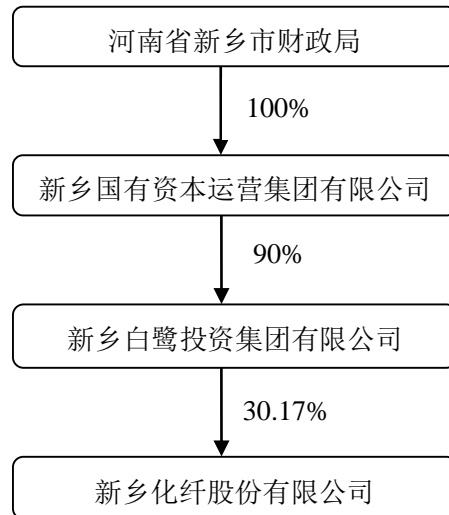 河南省新乡市财政局
100%
新乡国有资本运营集团有限公司
90%
新乡白鹭投资集团有限公司
30.17%
新乡化纤股份有限公司